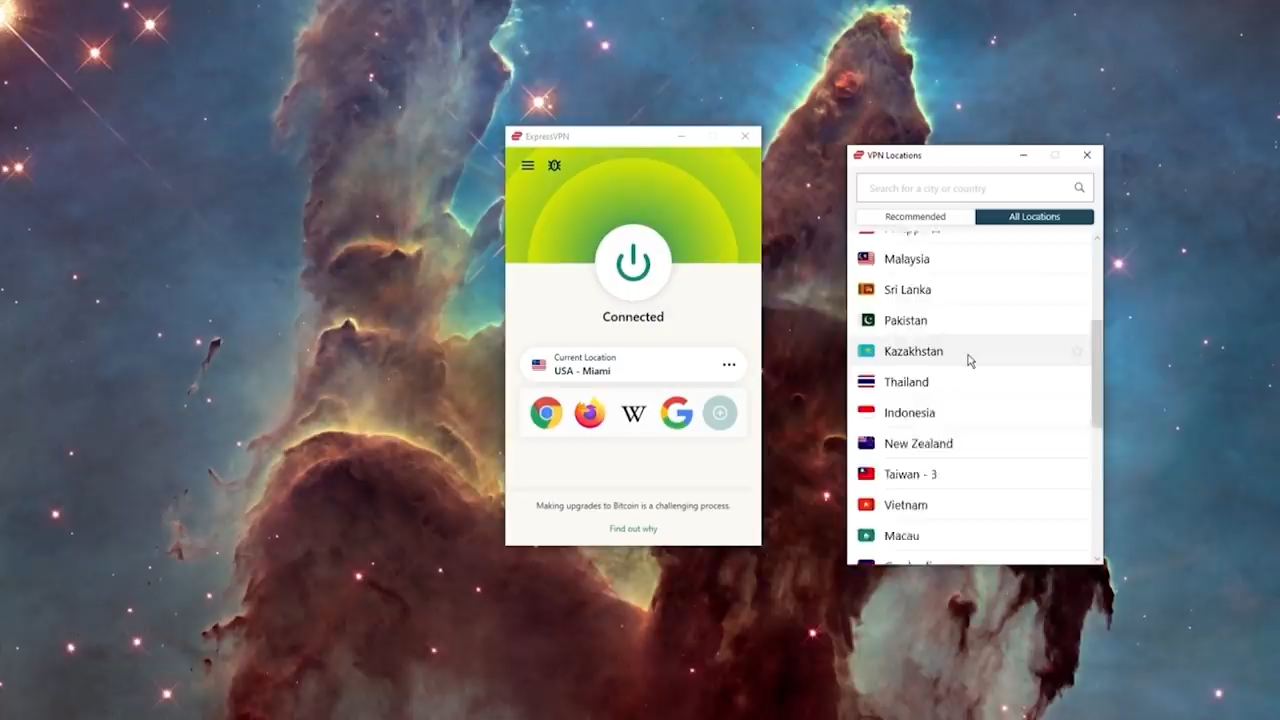 ExpressVPN
Connected
Current Location
USA - Miami
W
Making upgrades to Bitcoin is a challenging process.
Find out why
VPN Locations
Search for a city or country
Recommended
All Locations
Malaysia
Sri Lanka
Pakistan
Kazakhstan
Thailand
Indonesia
New Zealand
Taiwan - 3
Vietnam
Macau